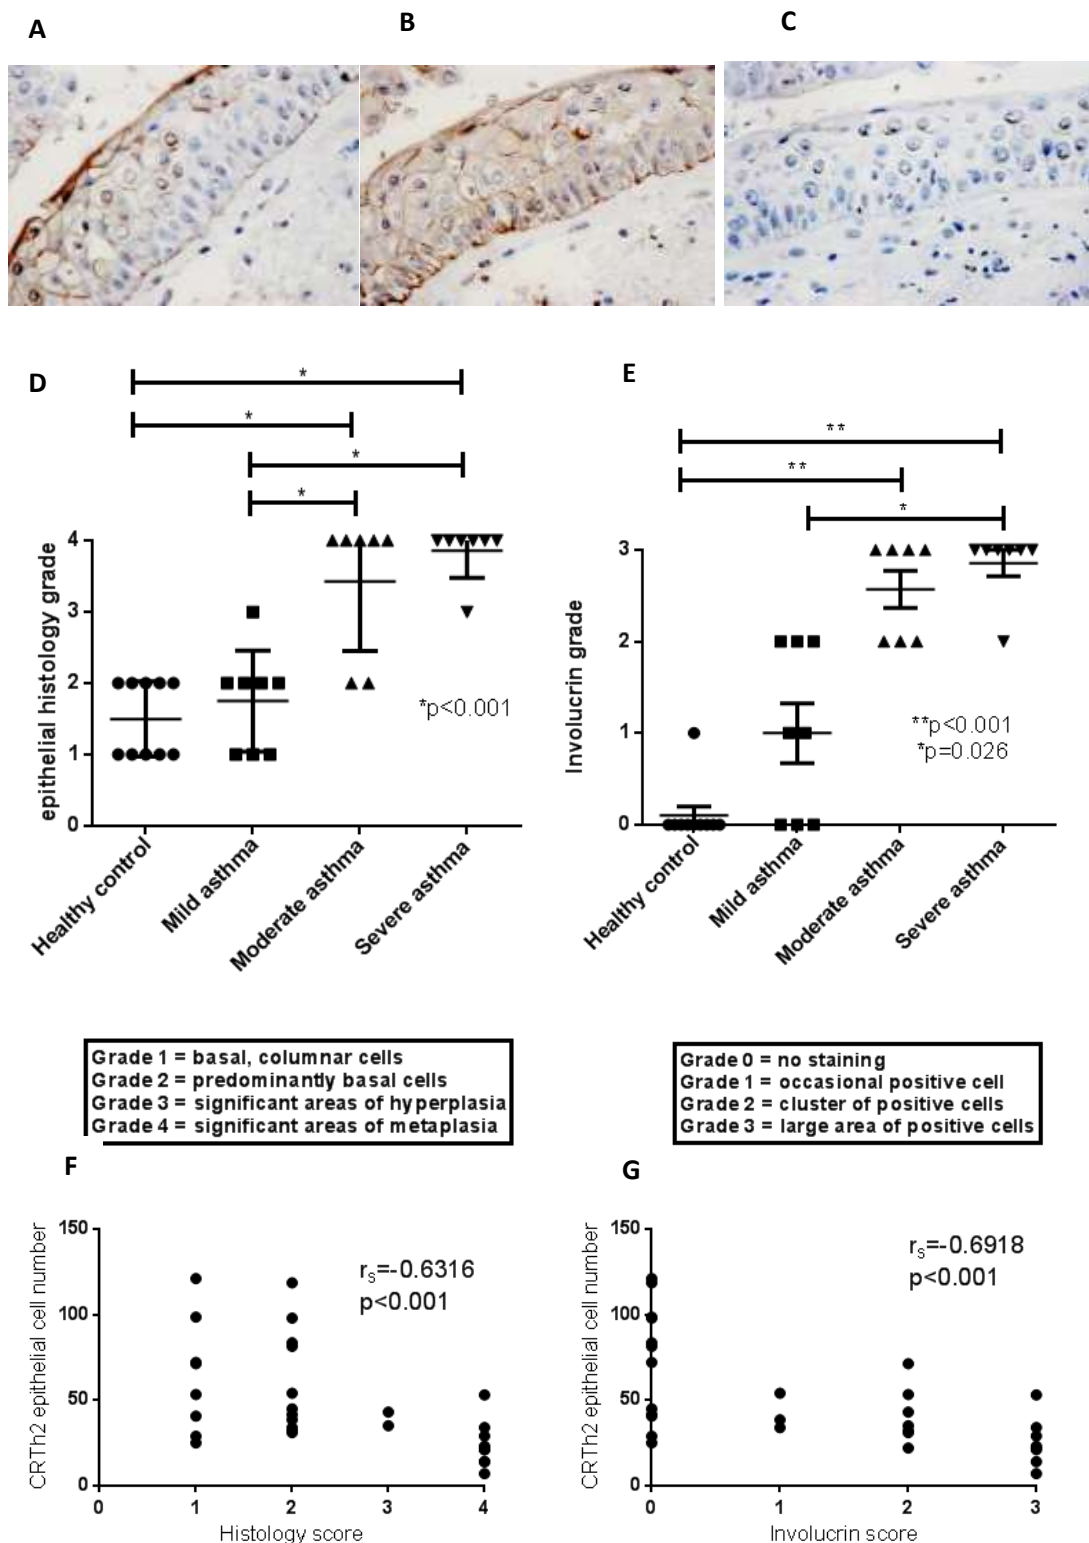 A
B
C
D
E
*
*
*
*
**
**
*
epithelial histology grade
4
3
2
1
0
*p<0.001
Healthy control
Mild asthma
Moderate asthma
Severe asthma
Involucrin grade
3
2
1
0
**p<0.001
*p=0.026
Healthy control
Mild asthma
Moderate asthma
Severe asthma
Grade 1 = basal, columnar cells
Grade 2 = predominantly basal cells
Grade 3 = significant areas of hyperplasia
Grade 4 = significant areas of metaplasia
Grade 0 = no staining
Grade 1 = occasional positive cell
Grade 2 = cluster of positive cells
Grade 3 = large area of positive cells
F
CRTh2 epithelial cell number
150
100
50
0
rs=-0.6316
p<0.001
0 1 2 3 4
Histology score
G
CRTh2 epithelial cell number
150
100
50
0
rs=-0.6918
p<0.001
0 1 2 3
Involucrin score